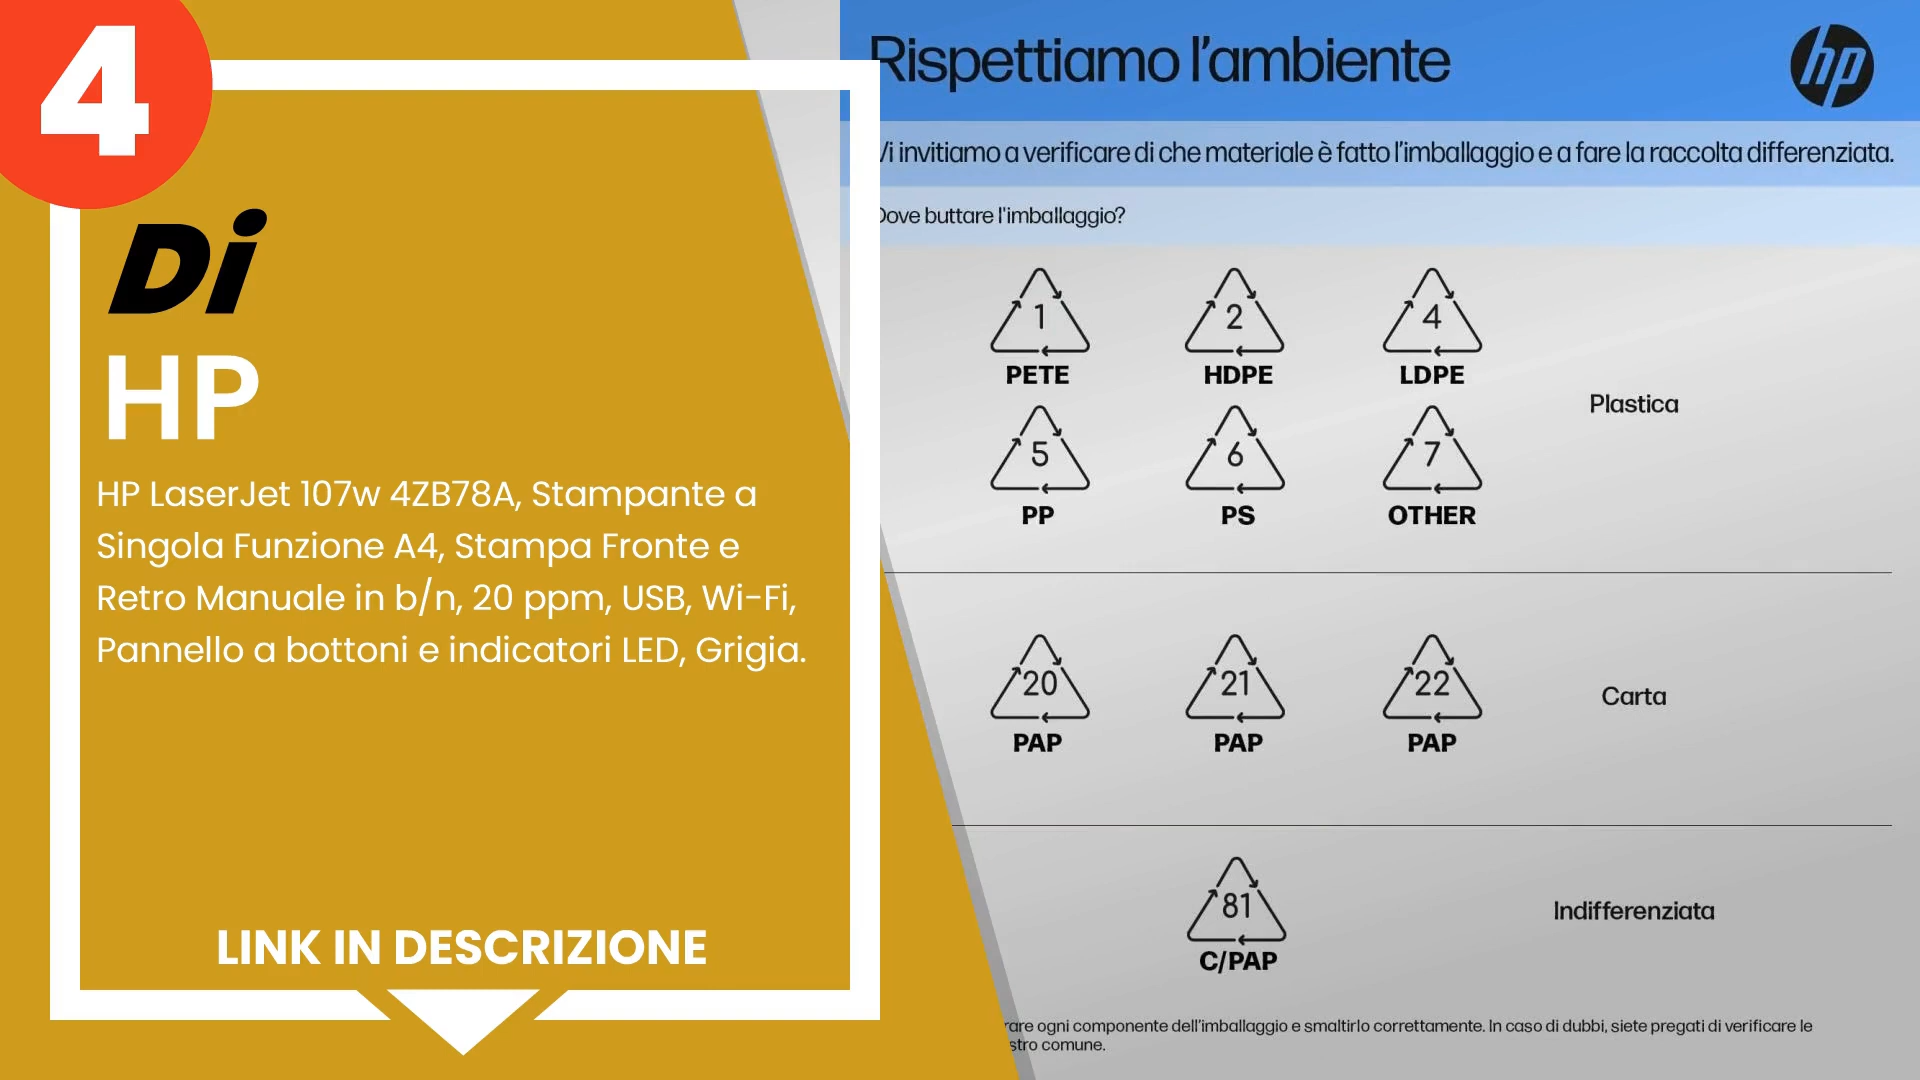 4
Di
HP
HP LaserJet 107w 4ZB78A, Stampante a
Singola Funzione A4, Stampa Fronte e
Retro Manuale in b/n, 20 ppm, USB, Wi-Fi,
Pannello a bottoni e indicatori LED, Grigia.
LINK IN DESCRIZIONE
Rispettiamo l'ambiente
hp
Vi invitiamo a verificare di che materiale è fatto l'imballaggio e a fare la raccolta differenziata.
Dove buttare l'imballaggio?
1 2 4
PETE HDPE LDPE
Plastica
5 6 7
PP PS OTHER
20 21 22
Carta
PAP PAP PAP
81
Indifferenziata
C/PAP
ogni componente dell'imballaggio e smaltirlo correttamente. In caso di dubbi, siete pregati di verificare le
comune.